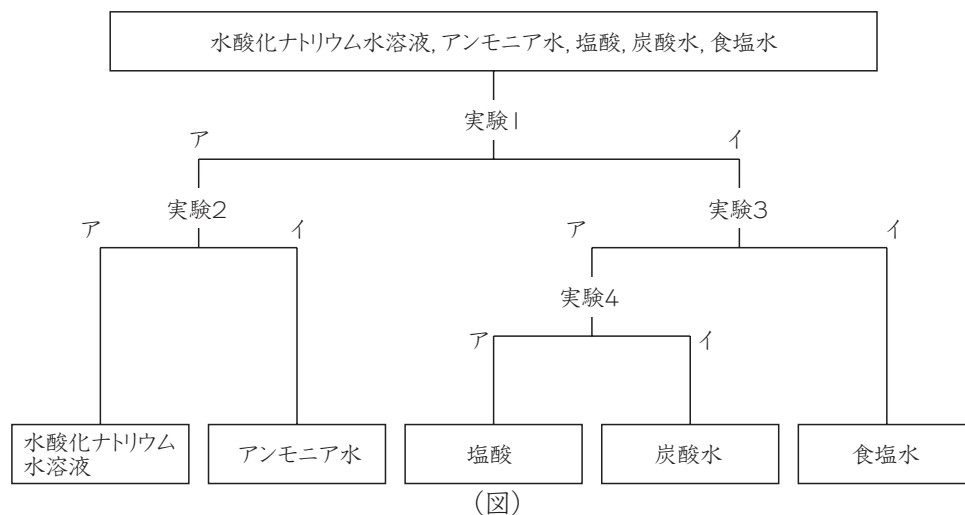 水酸化ナトリウム水溶液, アンモニア水, 塩酸, 炭酸水, 食塩水
実験1
ア
イ
実験2
実験3
ア
イ
ア
イ
実験4
ア
イ
水酸化ナトリウム
水溶液
アンモニア水
塩酸
炭酸水
食塩水
(図)